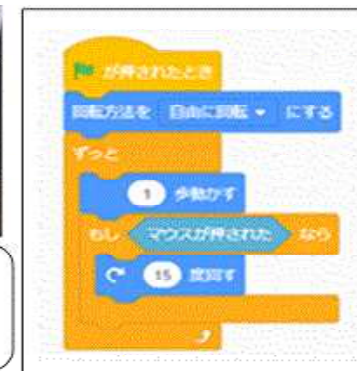 が押されたとき
回転方法を 自由に回転 にする
ずっと
1 歩動かす
もし マウスが押された なら
15 度回す